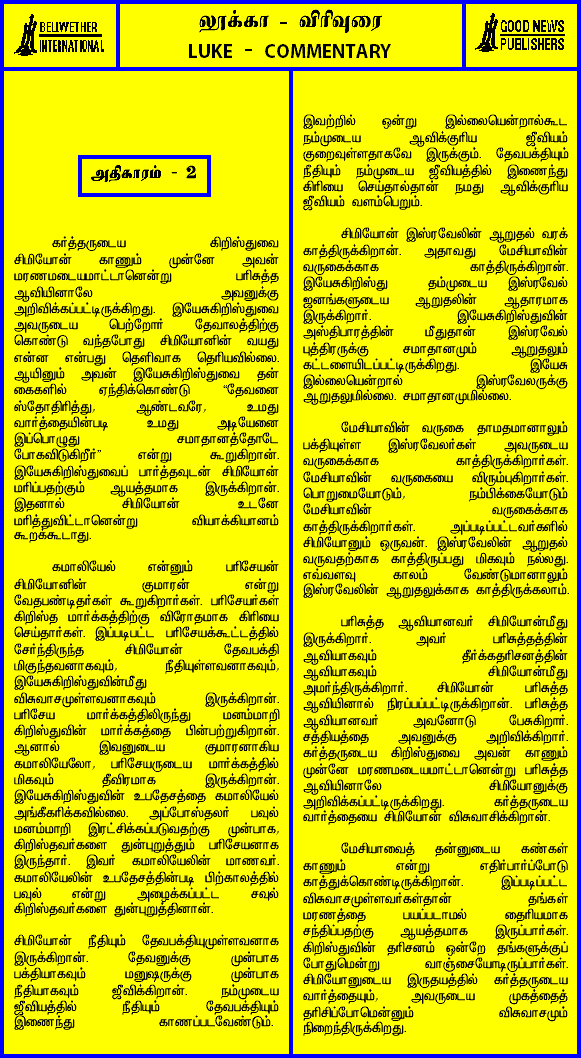 BELLWETHER
INTERNATIONAL
லூக்கா - விரிவுரை
LUKE - COMMENTARY
GOOD NEWS
PUBLISHERS
அதிகாரம் - 2
கர்த்தருடைய கிறிஸ்துவை
சிமியோன் காணும் முன்னே அவன்
மரணமடையமாட்டானென்று பரிசுத்த
ஆவியினாலே அவனுக்கு
அறிவிக்கப்பட்டிருக்கிறது. இயேசுகிறிஸ்துவை
அவருடைய பெற்றோர் தேவாலத்திற்கு
கொண்டு வந்தபோது சிமியோனின் வயது
என்ன என்பது தெளிவாக தெரியவில்லை.
ஆயினும் அவன் இயேசுகிறிஸ்துவை தன்
கைகளில் ஏந்திக்கொண்டு “தேவனை
ஸ்தோதிரித்து, ஆண்டவரே, உமது
வார்த்தையின்படி உமது அடியேனை
இப்பொழுது சமாதானத்தோடே
போகவிடுகிறீர்” என்று கூறுகிறான்.
இயேசுகிறிஸ்துவைப் பார்த்தவுடன் சிமியோன்
மரிப்பதற்கும் ஆயத்தமாக இருக்கிறான்.
இதனால் சிமியோன் உடனே
மரித்துவிட்டானென்று வியாக்கியானம்
கூறக்கூடாது.
கமாலியேல் என்னும் பரிசேயன்
சிமியோனின் குமாரன் என்று
வேதபண்டிதர்கள் கூறுகிறார்கள். பரிசேயர்கள்
கிறிஸ்த மார்க்கத்திற்கு விரோதமாக கிரியை
செய்தார்கள். இப்படிபட்ட பரிசேயக்கூட்டத்தில்
சேர்ந்திருந்த சிமியோன் தேவபக்தி
மிகுந்தவனாகவும், நீதியுள்ளவனாகவும்,
இயேசுகிறிஸ்துவின்மீது
விசுவாசமுள்ளவனாகவும் இருக்கிறான்.
பரிசேய மார்க்கத்திலிருந்து மனம்மாறி
கிறிஸ்துவின் மார்க்கத்தை பின்பற்றுகிறான்.
ஆனால் இவனுடைய குமாரனாகிய
கமாலியேலோ, பரிசேயருடைய மார்க்கத்தில்
மிகவும் தீவிரமாக இருக்கிறான்.
இயேசுகிறிஸ்துவின் உபதேசத்தை கமாலியேல்
அங்கீகரிக்கவில்லை. அப்போஸ்தலர் பவுல்
மனம்மாறி இரட்சிக்கப்படுவதற்கு முன்பாக,
கிறிஸ்தவர்களை துன்புறுத்தும் பரிசேயனாக
இருந்தார். இவர் கமாலியேலின் மாணவர்.
கமாலியேலின் உபதேசத்தின்படி பிற்காலத்தில்
பவுல் என்று அழைக்கப்பட்ட சவுல்
கிறிஸ்தவர்களை துன்புறுத்தினான்.
சிமியோன் நீதியும் தேவபக்தியுமுள்ளவனாக
இருக்கிறான். தேவனுக்கு முன்பாக
பக்தியாகவும் மனுஷருக்கு முன்பாக
நீதியாகவும் ஜீவிக்கிறான். நம்முடைய
ஜீவியத்தில் நீதியும் தேவபக்தியும்
இணைந்து காணப்படவேண்டும்.
இவற்றில் ஒன்று இல்லையென்றால்கூட
நம்முடைய ஆவிக்குரிய ஜீவியம்
குறைவுள்ளதாகவே இருக்கும். தேவபக்தியும்
நீதியும் நம்முடைய ஜீவியத்தில் இணைந்து
கிரியை செய்தால்தான் நமது ஆவிக்குரிய
ஜீவியம் வளம்பெறும்.
சிமியோன் இஸ்ரவேலின் ஆறுதல் வரக்
காத்திருக்கிறான். அதாவது மேசியாவின்
வருகைக்காக காத்திருக்கிறான்.
இயேசுகிறிஸ்து தம்முடைய இஸ்ரவேல்
ஜனங்களுடைய ஆறுதலின் ஆதாரமாக
இருக்கிறார். இயேசுகிறிஸ்துவின்
அஸ்திபாரத்தின் மீதுதான் இஸ்ரவேல்
புத்திரருக்கு சமாதானமும் ஆறுதலும்
கட்டளையிடப்பட்டிருக்கிறது. இயேசு
இல்லையென்றால் இஸ்ரவேலருக்கு
ஆறுதலுமில்லை. சமாதானமுமில்லை.
மேசியாவின் வருகை தாமதமானாலும்
பக்தியுள்ள இஸ்ரவேலர்கள் அவருடைய
வருகைக்காக காத்திருக்கிறார்கள்.
மேசியாவின் வருகையை விரும்புகிறார்கள்.
பொறுமையோடும், நம்பிக்கையோடும்
மேசியாவின் வருகைக்காக
காத்திருக்கிறார்கள். அப்படிப்பட்டவர்களில்
சிமியோனும் ஒருவன். இஸ்ரவேலின் ஆறுதல்
வருவதற்காக காத்திருப்பது மிகவும் நல்லது.
எவ்வளவு காலம் வேண்டுமானாலும்
இஸ்ரவேலின் ஆறுதலுக்காக காத்திருக்கலாம்.
பரிசுத்த ஆவியானவர் சிமியோன்மீது
இருக்கிறார். அவர் பரிசுத்தத்தின்
ஆவியாகவும் தீர்க்கதரிசனத்தின்
ஆவியாகவும் சிமியோன்மீது
அமர்ந்திருக்கிறார். சிமியோன் பரிசுத்த
ஆவியினால் நிரப்பப்பட்டிருக்கிறான். பரிசுத்த
ஆவியானவர் அவனோடு பேசுகிறார்.
சத்தியத்தை அவனுக்கு அறிவிக்கிறார்.
கர்த்தருடைய கிறிஸ்துவை அவன் காணும்
முன்னே மரணமடையமாட்டானென்று பரிசுத்த
ஆவியினாலே சிமியோனுக்கு
அறிவிக்கப்பட்டிருக்கிறது. கர்த்தருடைய
வார்த்தையை சிமியோன் விசுவாசிக்கிறான்.
மேசியாவைத் தன்னுடைய கண்கள்
காணும் என்று எதிர்பார்ப்போடு
காத்துக்கொண்டிருக்கிறான். இப்படிப்பட்ட
விசுவாசமுள்ளவர்கள்தான் தங்கள்
மரணத்தை பயப்படாமல் தைரியமாக
சந்திப்பதற்கு ஆயத்தமாக இருப்பார்கள்.
கிறிஸ்துவின் தரிசனம் ஒன்றே தங்களுக்குப்
போதுமென்று வாஞ்சையோடிருப்பார்கள்.
சிமியோனுடைய இருதயத்தில் கர்த்தருடைய
வார்த்தையும், அவருடைய முகத்தைத்
தரிசிப்போமென்னும் விசுவாசமும்
நிறைந்திருக்கிறது.